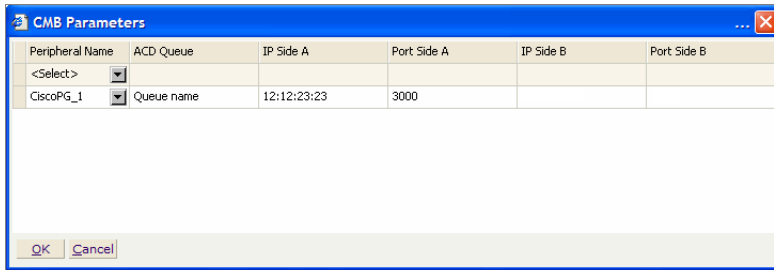 CMB Parameters ...
Peripheral Name ACD Queue IP Side A Port Side A IP Side B Port Side B
<Select>
CiscoPG_1 Queue name 12:12:23:23 3000
OK Cancel